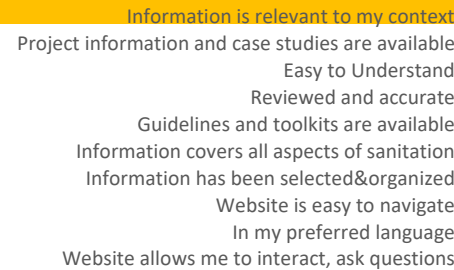 Information is relevant to my context
Project information and case studies are available
Easy to Understand
Reviewed and accurate
Guidelines and toolkits are available
Information covers all aspects of sanitation
Information has been selected&organized
Website is easy to navigate
In my preferred language
Website allows me to interact, ask questions